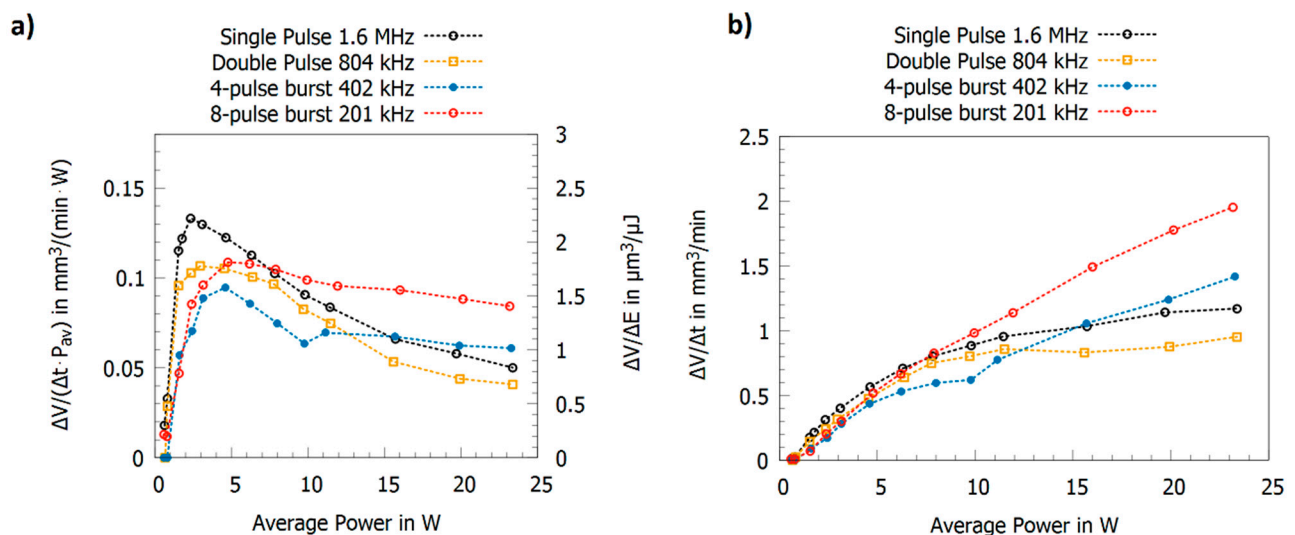 a)
Single Pulse 1.6 MHz
Double Pulse 804 kHz
4-pulse burst 402 kHz
8-pulse burst 201 kHz
ΔV/(Δt· Pav) in mm³/(min·W)
0.15
0.1
0.05
0
3
2.5
2
1.5
1
0.5
0
ΔV/ΔE in µm³/µJ
0 5 10 15 20 25
Average Power in W
b)
Single Pulse 1.6 MHz
Double Pulse 804 kHz
4-pulse burst 402 kHz
8-pulse burst 201 kHz
ΔV/Δt in mm³/min
2.5
2
1.5
1
0.5
0
0 5 10 15 20 25
Average Power in W